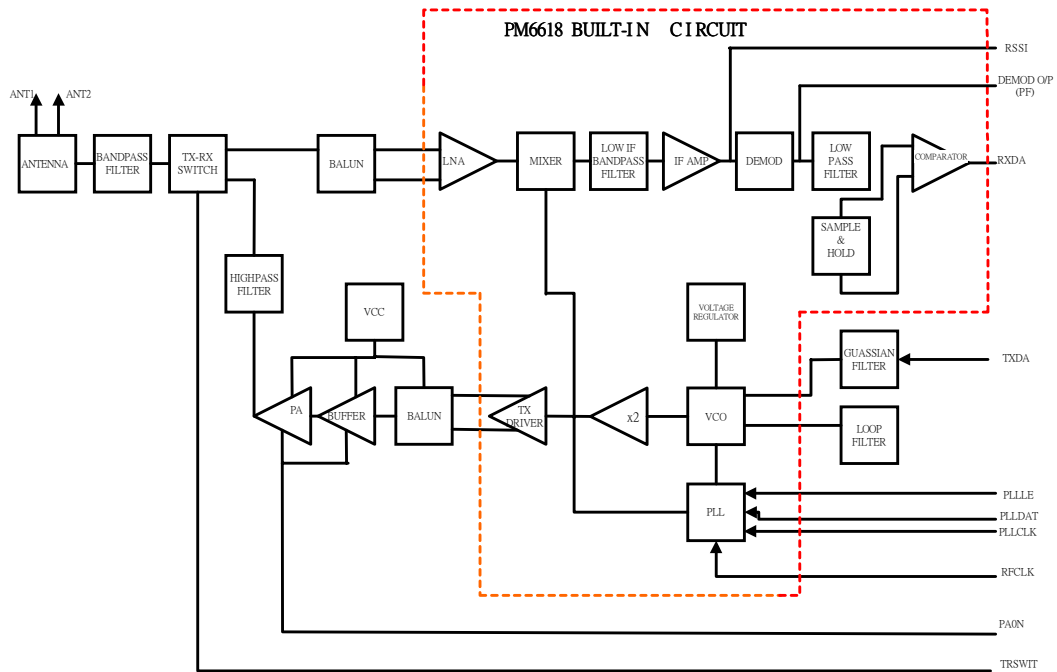 PM6618 BUILT-IN CIRCUIT
RSSI
DEMOD O/P
(PF)
ANT1
ANT2
ANTENNA
BANDPASS
FILTER
TX-RX
SWITCH
BALUN
LNA
MIXER
LOW IF
BANDPASS
FILTER
IF AMP
DEMOD
LOW
PASS
FILTER
COMPARATOR
RXDA
SAMPLE
&
HOLD
HIGHPASS
FILTER
VCC
VOLTAGE
REGULATOR
GUASSIAN
FILTER
TXDA
PA
BUFFER
BALUN
TX
DRIVER
x2
VCO
LOOP
FILTER
PLL
PLLLE
PLLDAT
PLLCLK
RFCLK
PA0N
TRSWIT